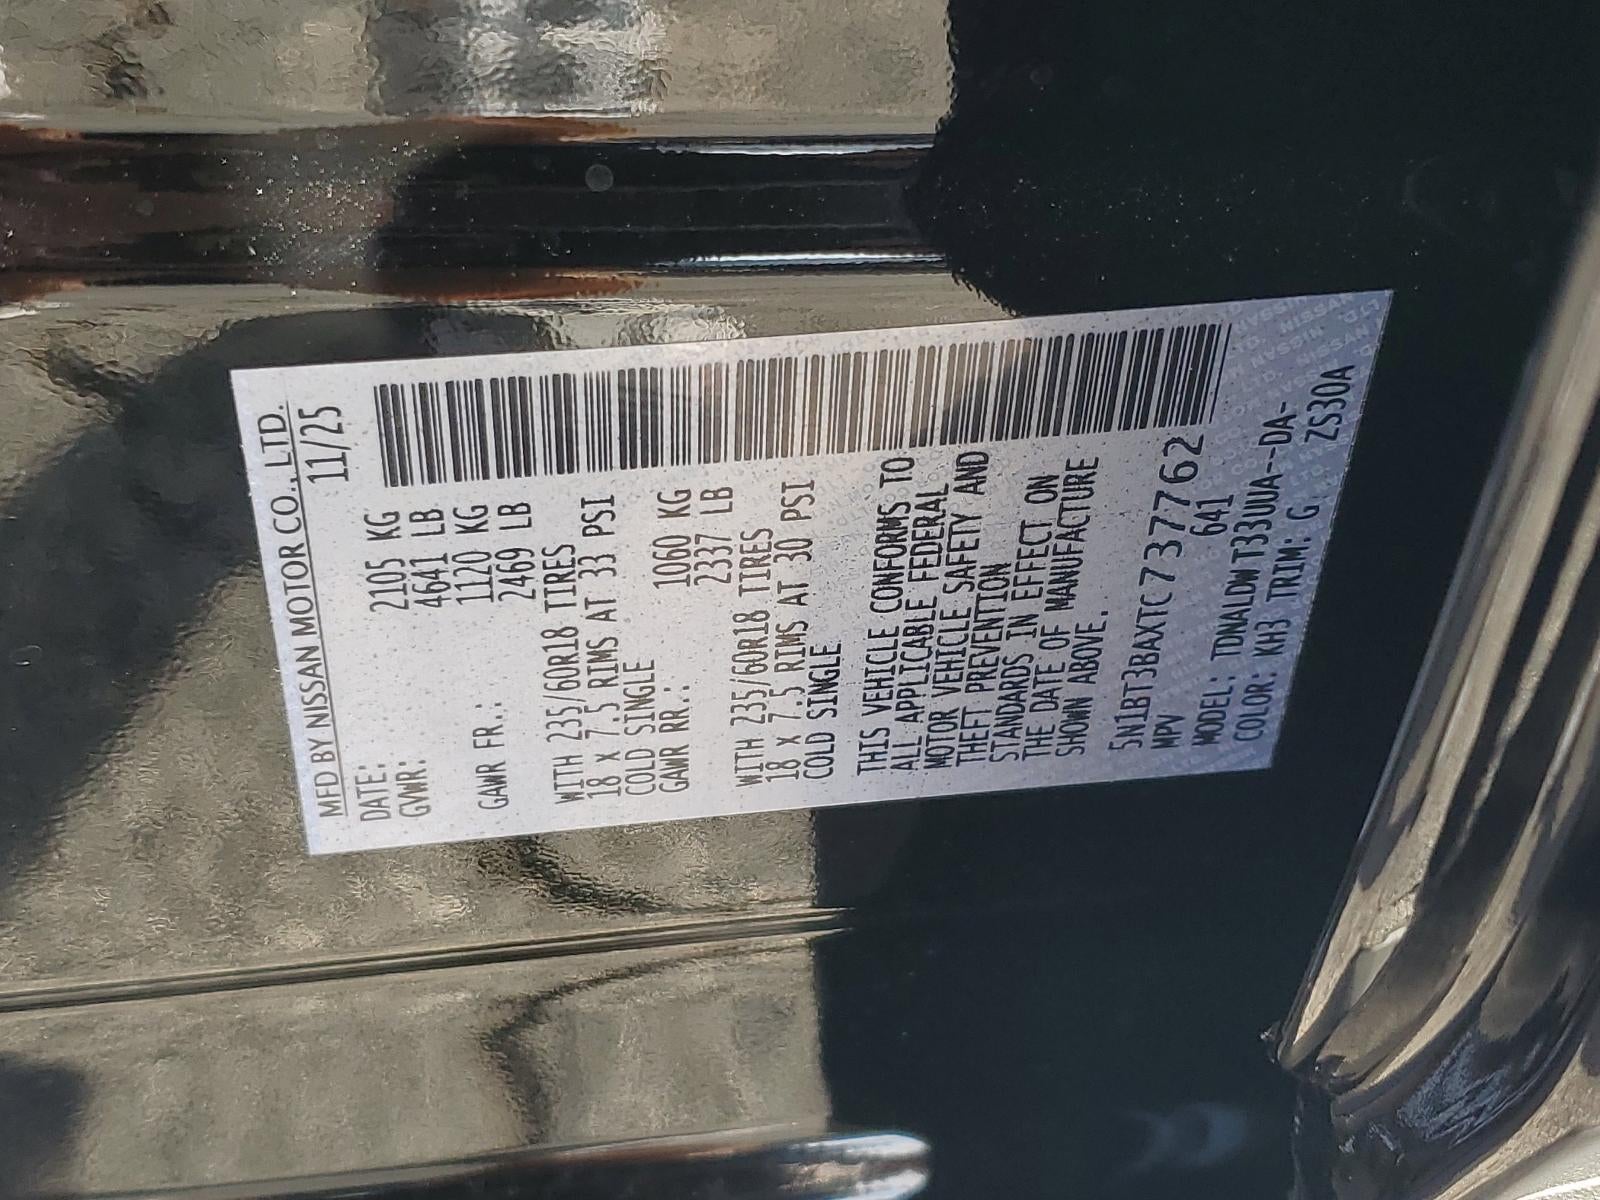 MFD BY NISSAN MOTOR CO., LTD.
DATE: 11/25
GVWR: 2105 KG
4641 LB
GAWR FR.: 1120 KG
2469 LB
WITH 235/60R18 TIRES
18 x 7.5 RIMS AT 33 PSI
COLD SINGLE
GAWR RR.: 1060 KG
2337 LB
WITH 235/60R18 TIRES
18 x 7.5 RIMS AT 30 PSI
COLD SINGLE
THIS VEHICLE CONFORMS TO
ALL APPLICABLE FEDERAL
MOTOR VEHICLE SAFETY AND
THEFT PREVENTION
STANDARDS IN EFFECT ON
THE DATE OF MANUFACTURE
SHOWN ABOVE.
5N1BT3BAXTC737762
MPV 641
MODEL: TDNALDW T33UUA--DA-
COLOR: KH3 TRIM: G ZS30A